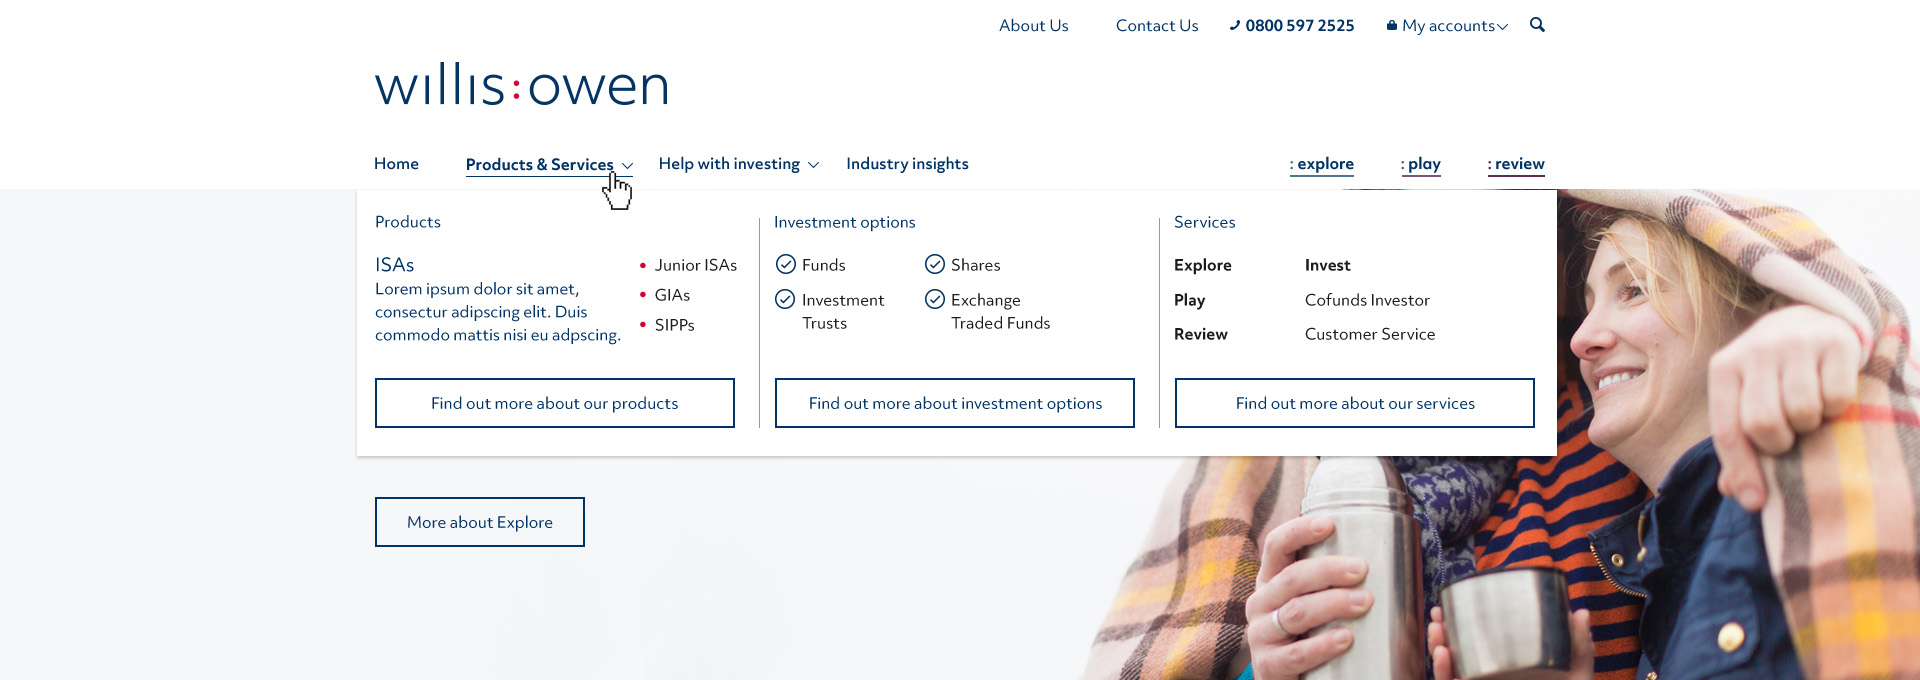 About Us
Contact Us
0800 597 2525
My accounts
willis:owen
Home
Products & Services
Help with investing
Industry insights
: explore
: play
: review
Products
ISAs
Lorem ipsum dolor sit amet,
consectur adipscing elit. Duis
commodo mattis nisi eu adpscing.
Junior ISAs
GIAs
SIPPs
Find out more about our products
Investment options
Funds
Shares
Investment
Trusts
Exchange
Traded Funds
Find out more about investment options
Services
Explore
Play
Review
Invest
Cofunds Investor
Customer Service
Find out more about our services
More about Explore